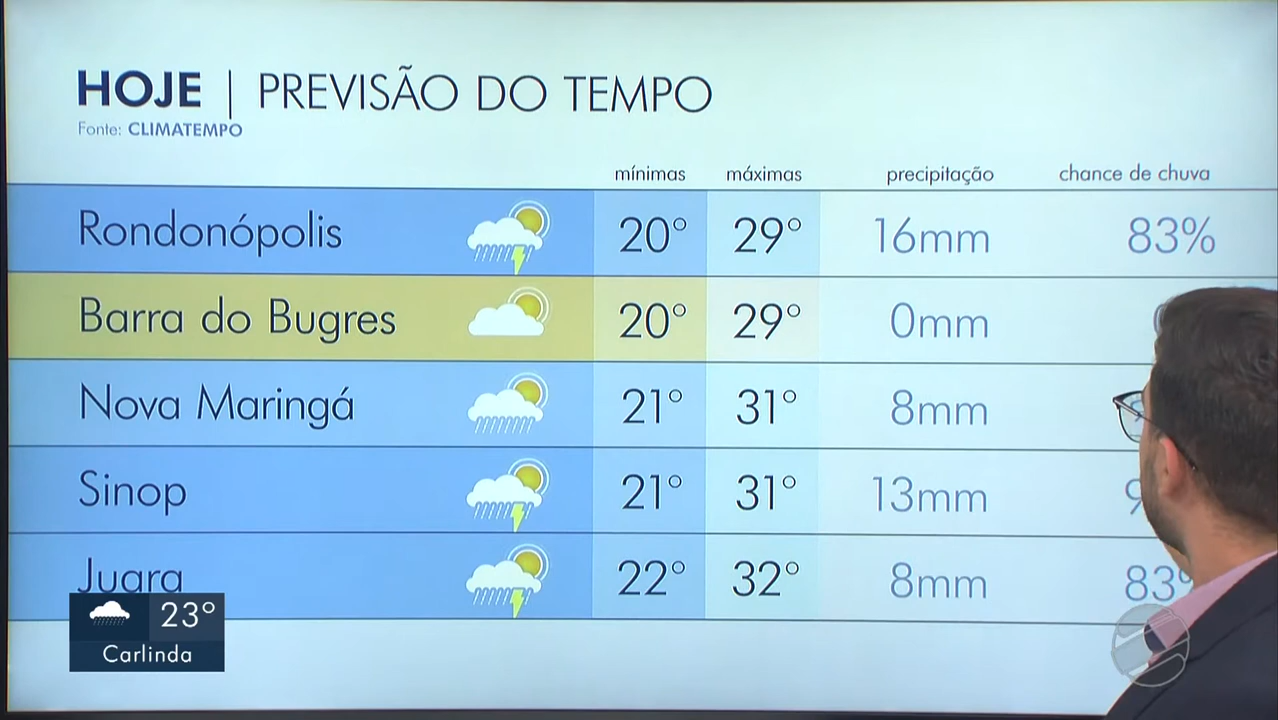 HOJE | PREVISÃO DO TEMPO
Fonte: CLIMATEMPO
mínimas máximas precipitação chance de chuva
Rondonópolis 20° 29° 16mm 83%
Barra do Bugres 20° 29° 0mm
Nova Maringá 21° 31° 8mm
Sinop 21° 31° 13mm
Juara 22° 32° 8mm 83%
23°
Carlinda